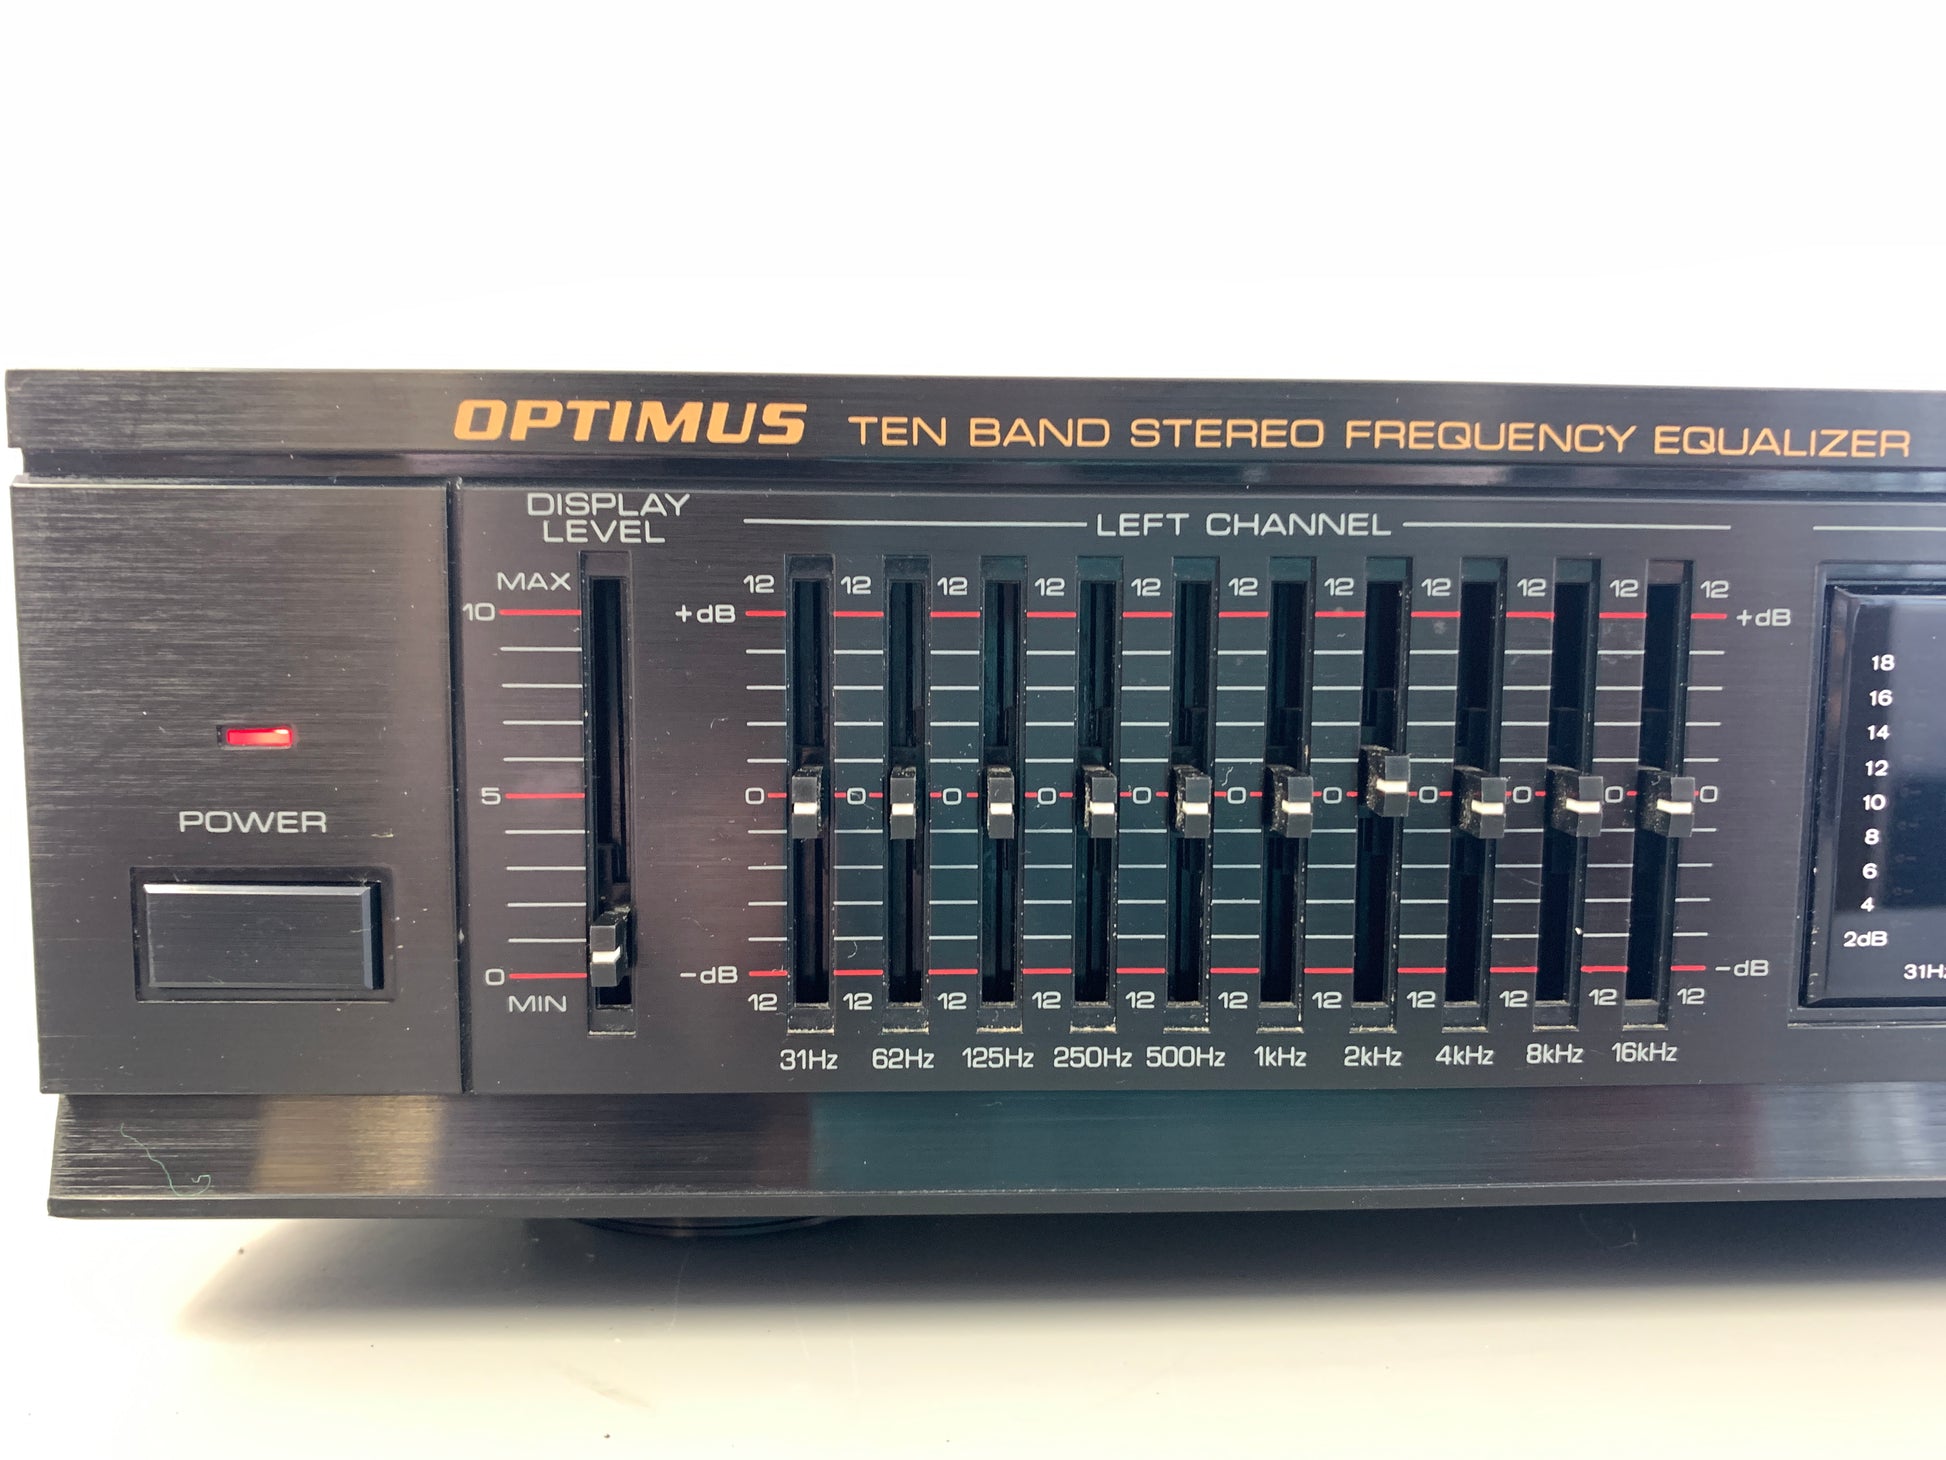 OPTIMUS TEN BAND STEREO FREQUENCY EQUALIZER
DISPLAY
LEVEL
LEFT CHANNEL
MAX
10
5
0
MIN
POWER
12 12 12 12 12 12 12 12 12 12 12
+dB +dB
0 0 0 0 0 0 0 0 0 0 0
-dB -dB
12 12 12 12 12 12 12 12 12 12 12
31Hz 62Hz 125Hz 250Hz 500Hz 1kHz 2kHz 4kHz 8kHz 16kHz
18
16
14
12
10
8
6
4
2dB
31Hz